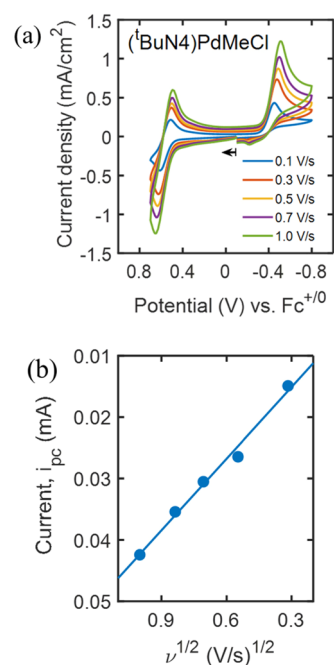 (a)
(ᵗBuN4)PdMeCl
Current density (mA/cm²)
1.5
1
0.5
0
-0.5
-1
-1.5
0.1 V/s
0.3 V/s
0.5 V/s
0.7 V/s
1.0 V/s
0.8 0.4 0 -0.4 -0.8
Potential (V) vs. Fc⁺/⁰
(b)
Current, iₚc (mA)
0.01
0.02
0.03
0.04
0.05
0.9 0.6 0.3
ν¹/² (V/s)¹/²